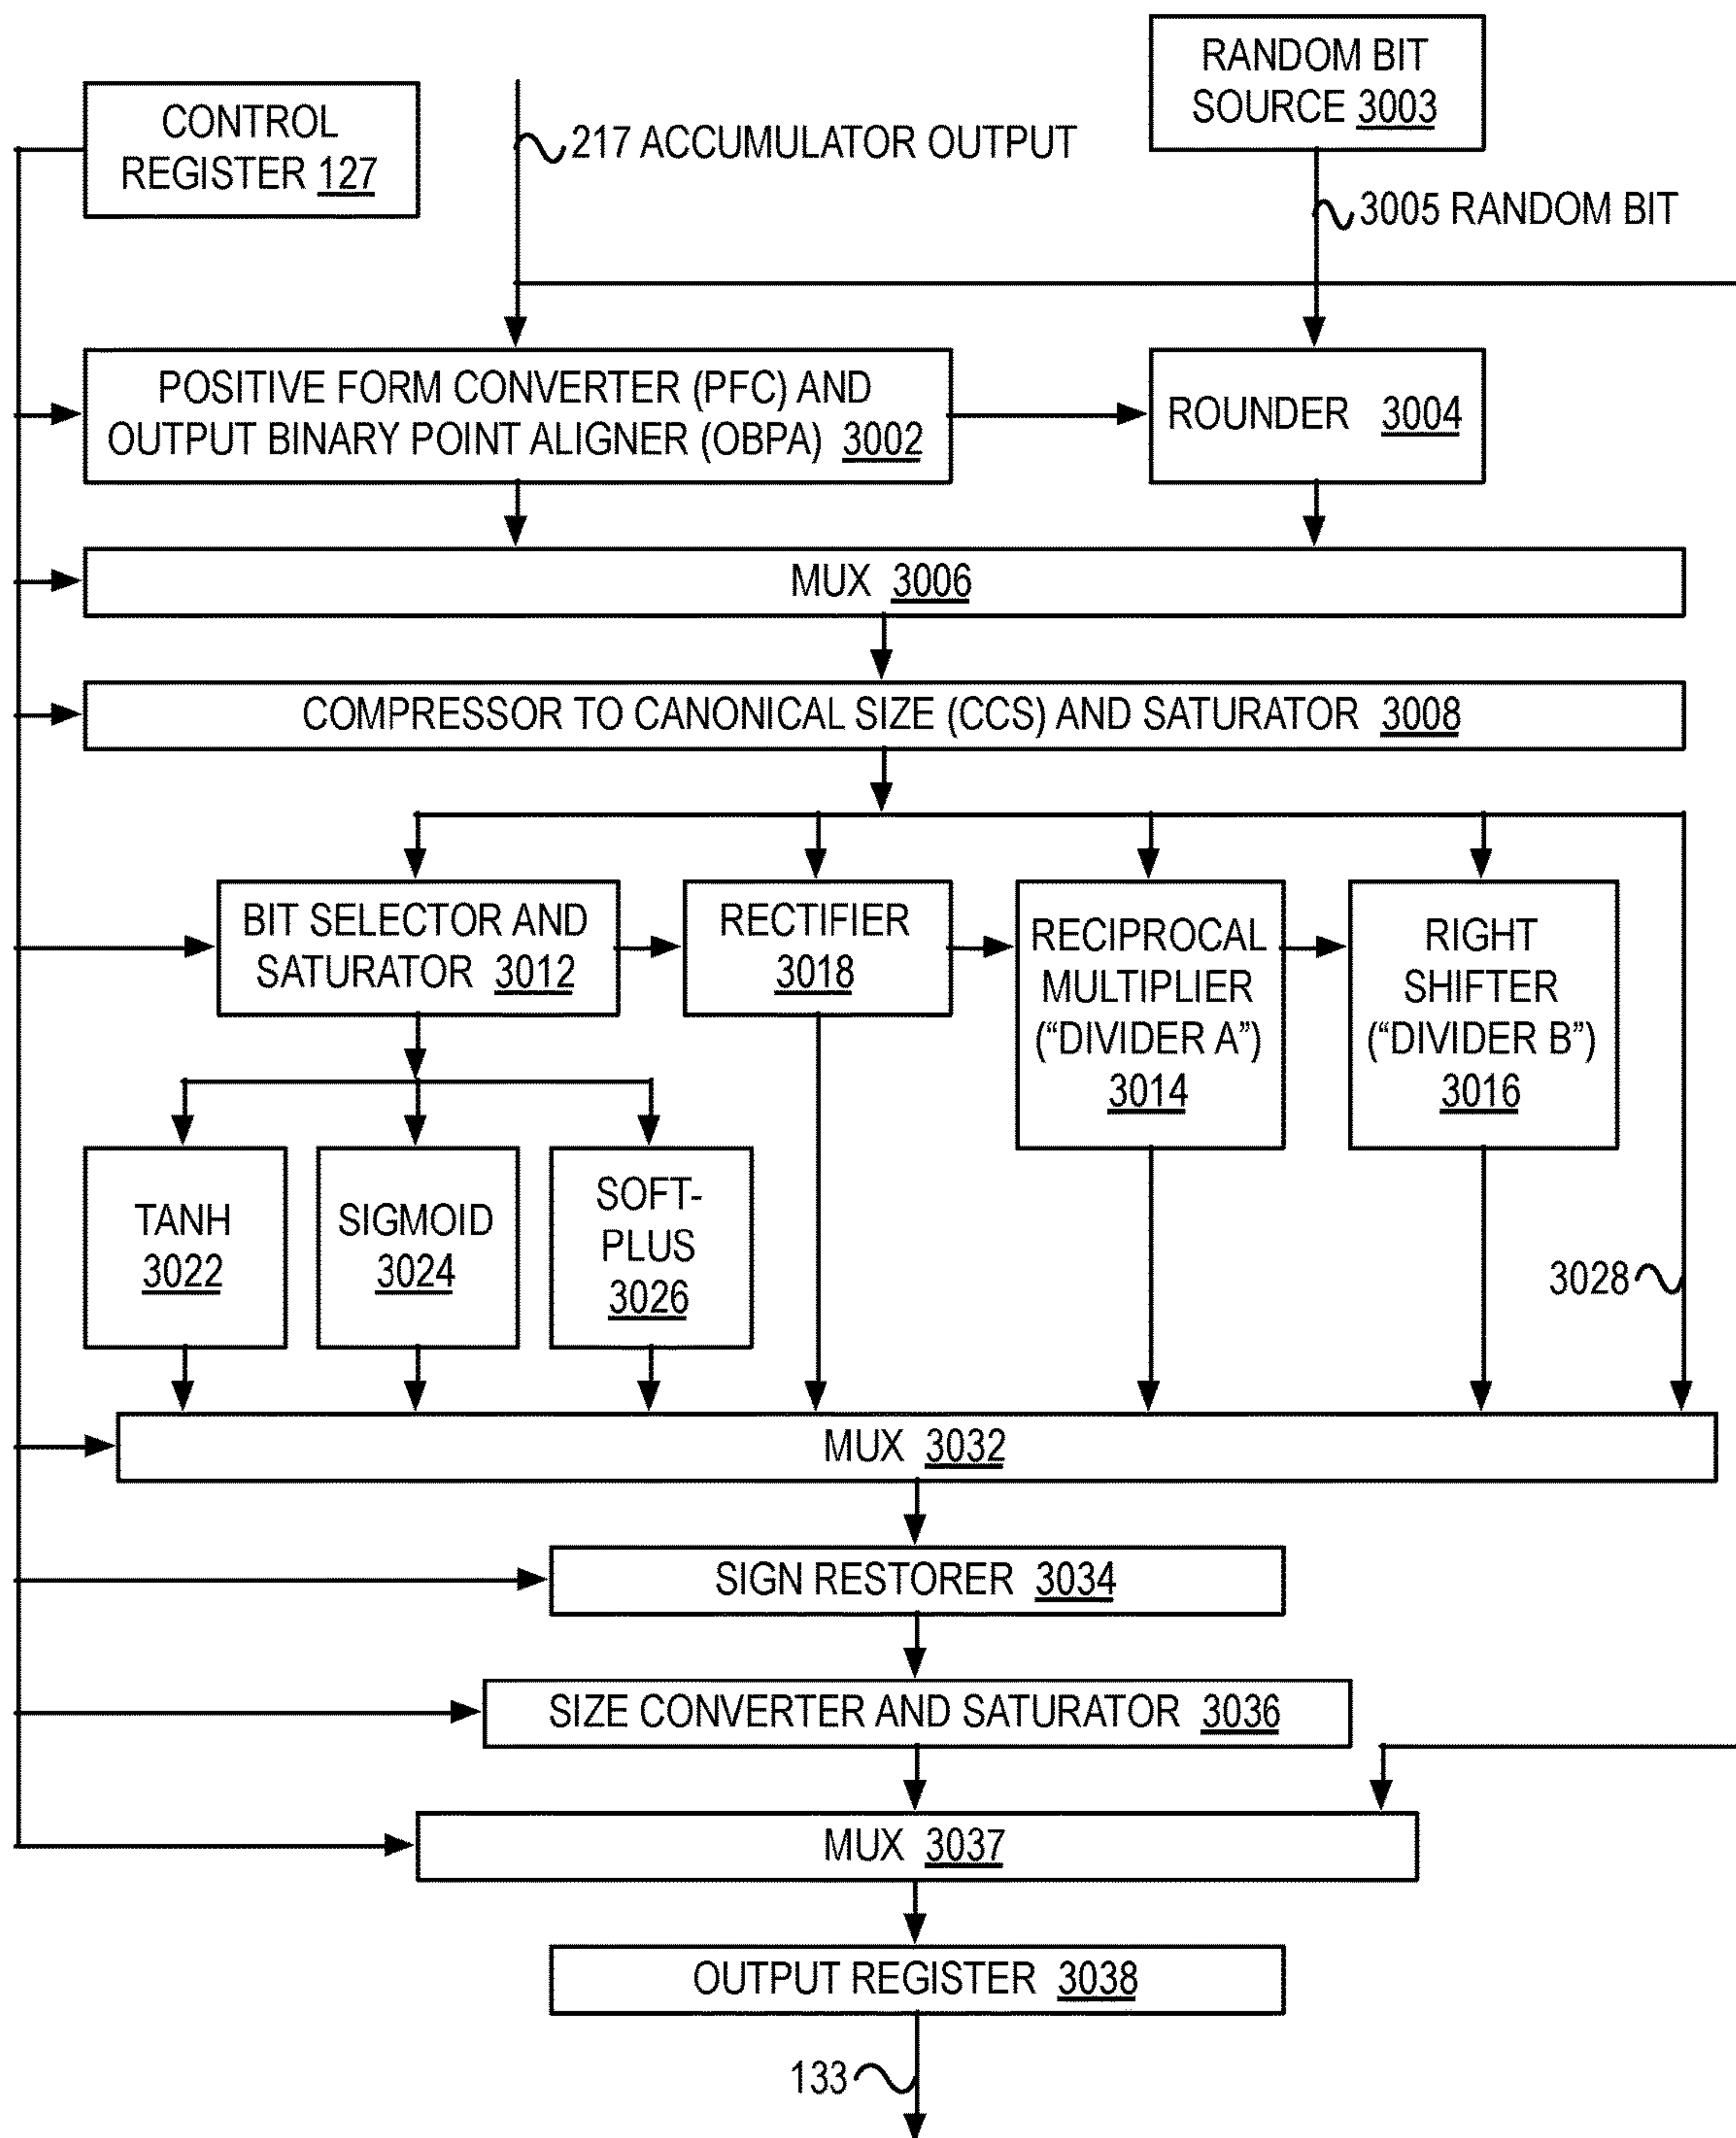 RANDOM BIT
SOURCE 3003
CONTROL
REGISTER 127
217 ACCUMULATOR OUTPUT
3005 RANDOM BIT
POSITIVE FORM CONVERTER (PFC) AND
OUTPUT BINARY POINT ALIGNER (OBPA) 3002
ROUNDER 3004
MUX 3006
COMPRESSOR TO CANONICAL SIZE (CCS) AND SATURATOR 3008
BIT SELECTOR AND
SATURATOR 3012
RECTIFIER
3018
RECIPROCAL
MULTIPLIER
(“DIVIDER A”)
3014
RIGHT
SHIFTER
(“DIVIDER B”)
3016
TANH
3022
SIGMOID
3024
SOFT-
PLUS
3026
3028
MUX 3032
SIGN RESTORER 3034
SIZE CONVERTER AND SATURATOR 3036
MUX 3037
OUTPUT REGISTER 3038
133